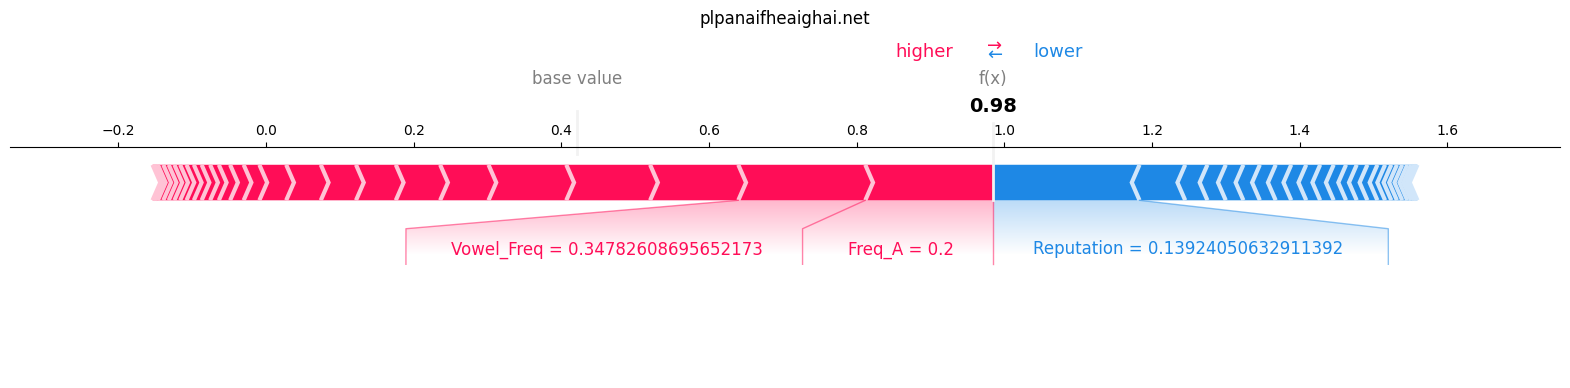 plpanaifheaighai.net
higher ⇄ lower
base value f(x)
0.98
−0.2 0.0 0.2 0.4 0.6 0.8 1.0 1.2 1.4 1.6
Vowel_Freq = 0.34782608695652173 Freq_A = 0.2 Reputation = 0.13924050632911392